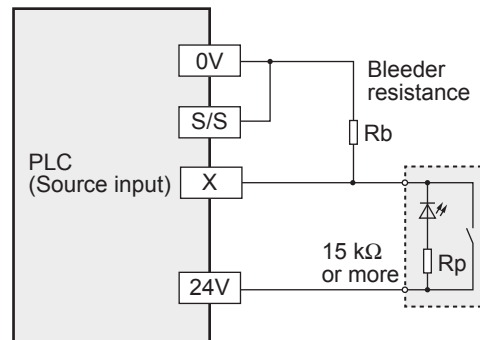 0V
S/S
PLC
(Source input)
X
24V
Bleeder
resistance
Rb
15 kΩ
or more
Rp